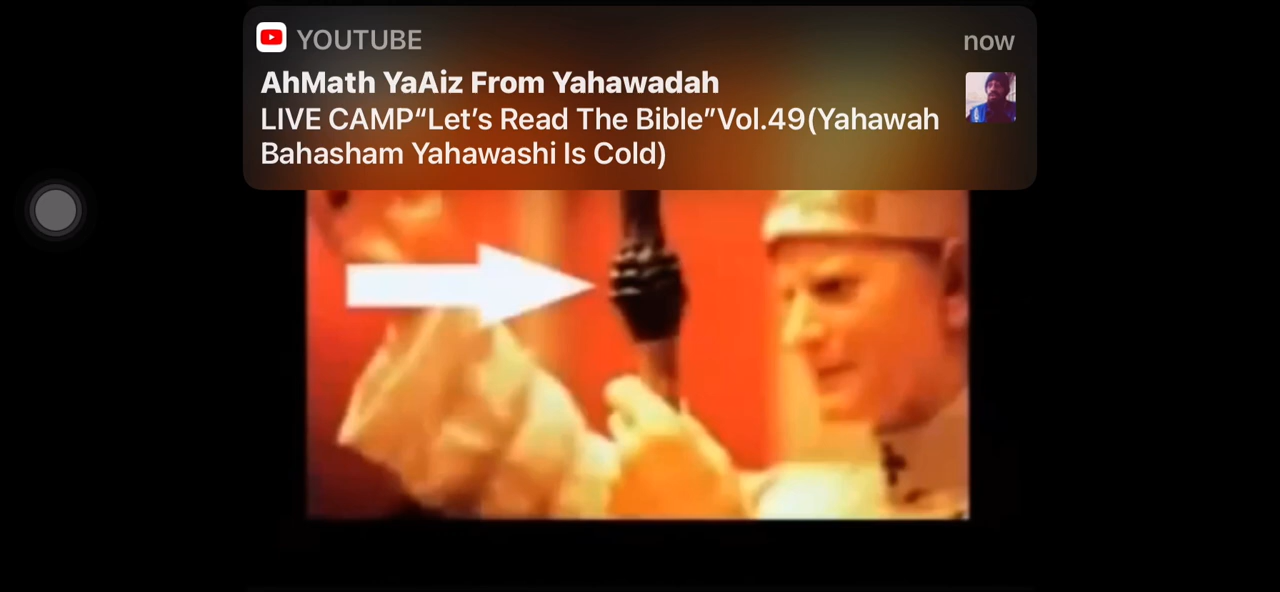 YOUTUBE
now
AhMath YaAiz From Yahawadah
LIVE CAMP“Let’s Read The Bible”Vol.49(Yahawah
Bahasham Yahawashi Is Cold)